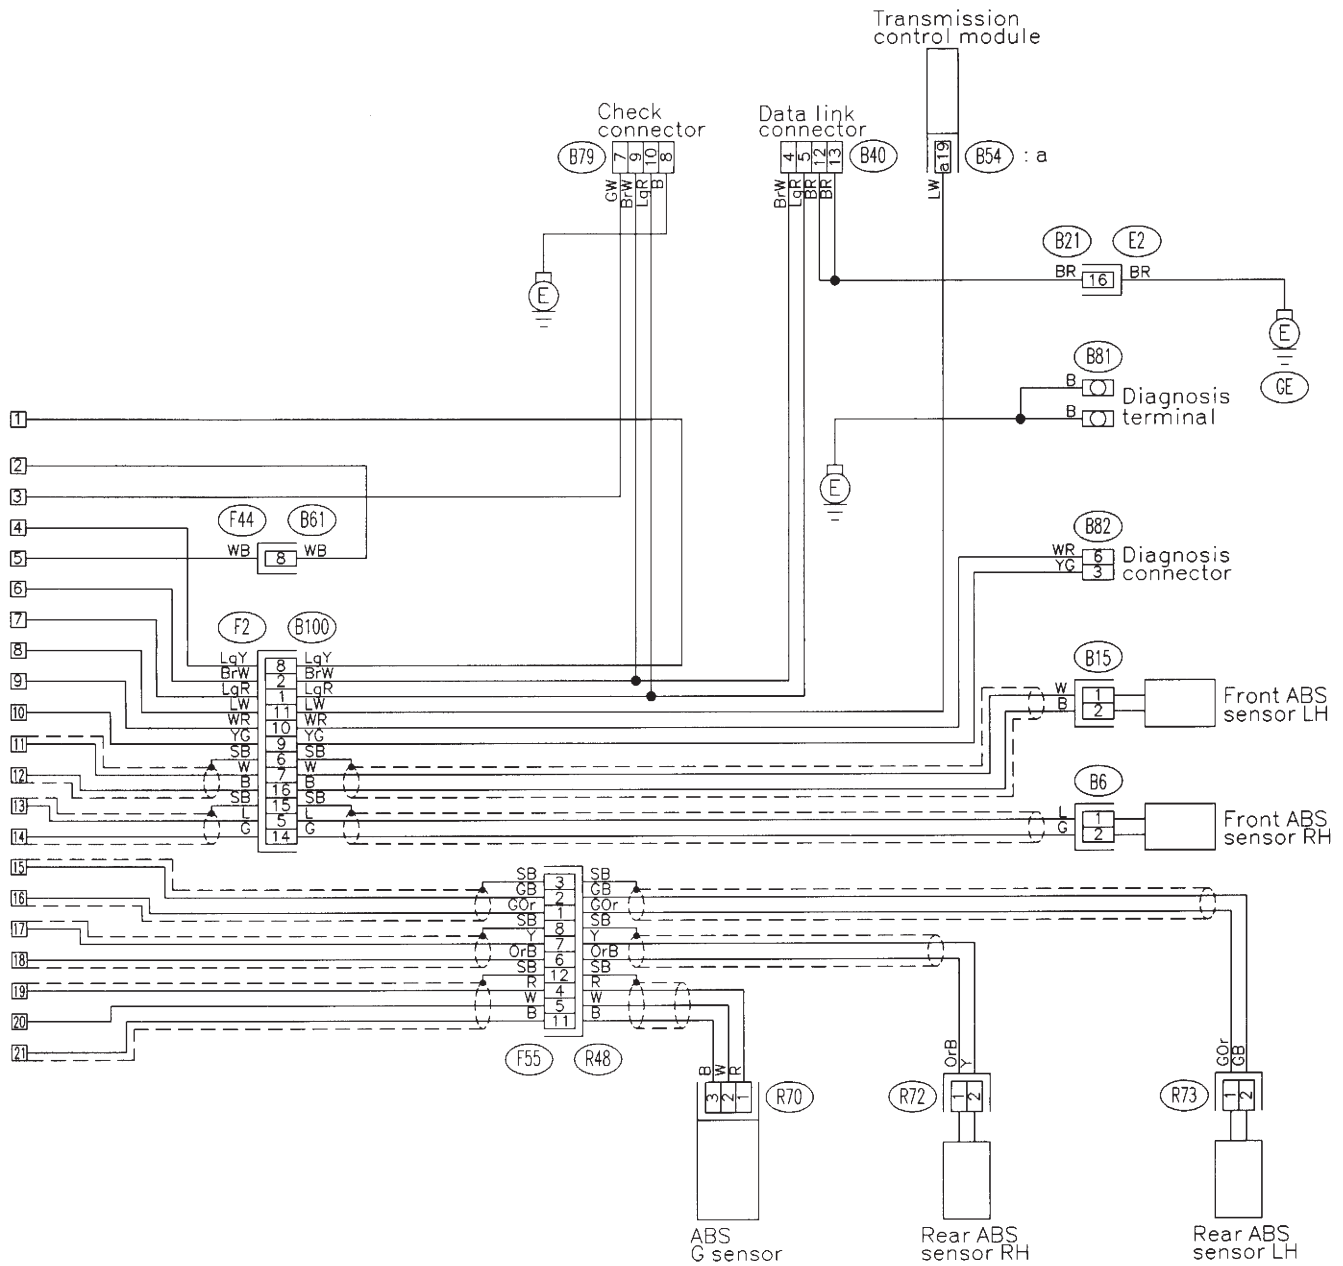 Transmission
control module
Check
connector
Data link
connector
B79
7
9
10
8
4
5
12
13
B40
a19
B54
: a
GW
BrW
LgR
B
BrW
LgR
BR
BR
LW
B21
E2
BR
16
BR
E
E
GE
B81
B
B
Diagnosis
terminal
E
1
2
3
4
5
6
7
8
9
10
11
12
13
14
15
16
17
18
19
20
21
F44
B61
WB
8
WB
B82
WR
6
YG
3
Diagnosis
connector
F2
B100
LgY
8
LgY
BrW
2
BrW
LgR
1
LgR
LW
11
LW
WR
10
WR
YG
9
SB
6
SB
W
7
W
B
16
B
SB
15
SB
L
5
L
G
14
G
B15
W
1
B
2
Front ABS
sensor LH
B6
L
1
G
2
Front ABS
sensor RH
SB
3
SB
GB
2
GB
GOr
1
GOr
SB
8
SB
Y
7
Y
OrB
6
OrB
SB
12
SB
R
4
R
W
5
W
B
11
B
F55
R48
B
W
R
3
2
1
R70
ABS
G sensor
OrB
Y
R72
1
2
Rear ABS
sensor RH
GOr
GB
R73
1
2
Rear ABS
sensor LH